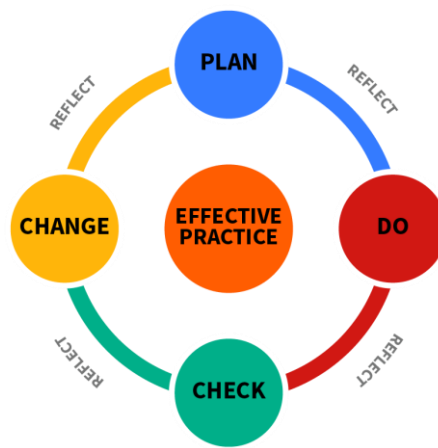 PLAN
REFLECT
REFLECT
CHANGE
EFFECTIVE
PRACTICE
DO
REFLECT
REFLECT
CHECK